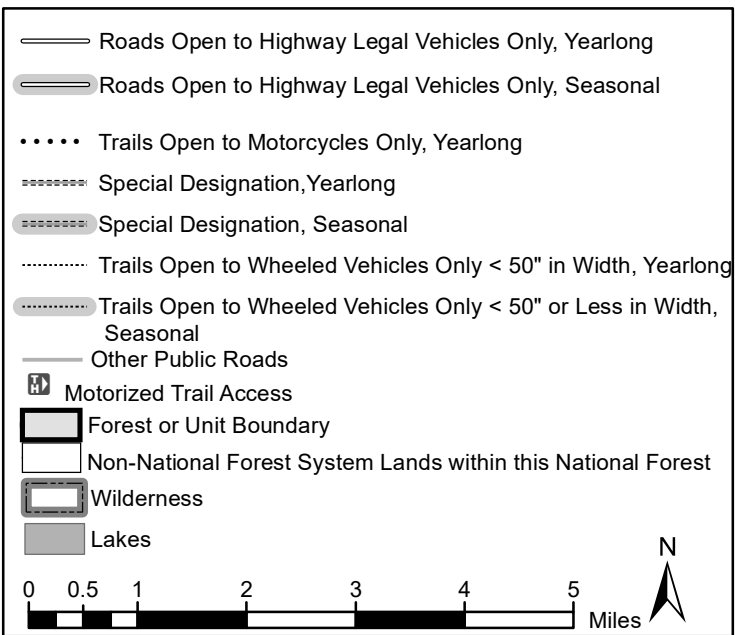 Roads Open to Highway Legal Vehicles Only, Yearlong
Roads Open to Highway Legal Vehicles Only, Seasonal
Trails Open to Motorcycles Only, Yearlong
Special Designation,Yearlong
Special Designation, Seasonal
Trails Open to Wheeled Vehicles Only < 50" in Width, Yearlong
Trails Open to Wheeled Vehicles Only < 50" or Less in Width,
Seasonal
Other Public Roads
TH Motorized Trail Access
Forest or Unit Boundary
Non-National Forest System Lands within this National Forest
Wilderness
Lakes
N
0 0.5 1 2 3 4 5
Miles